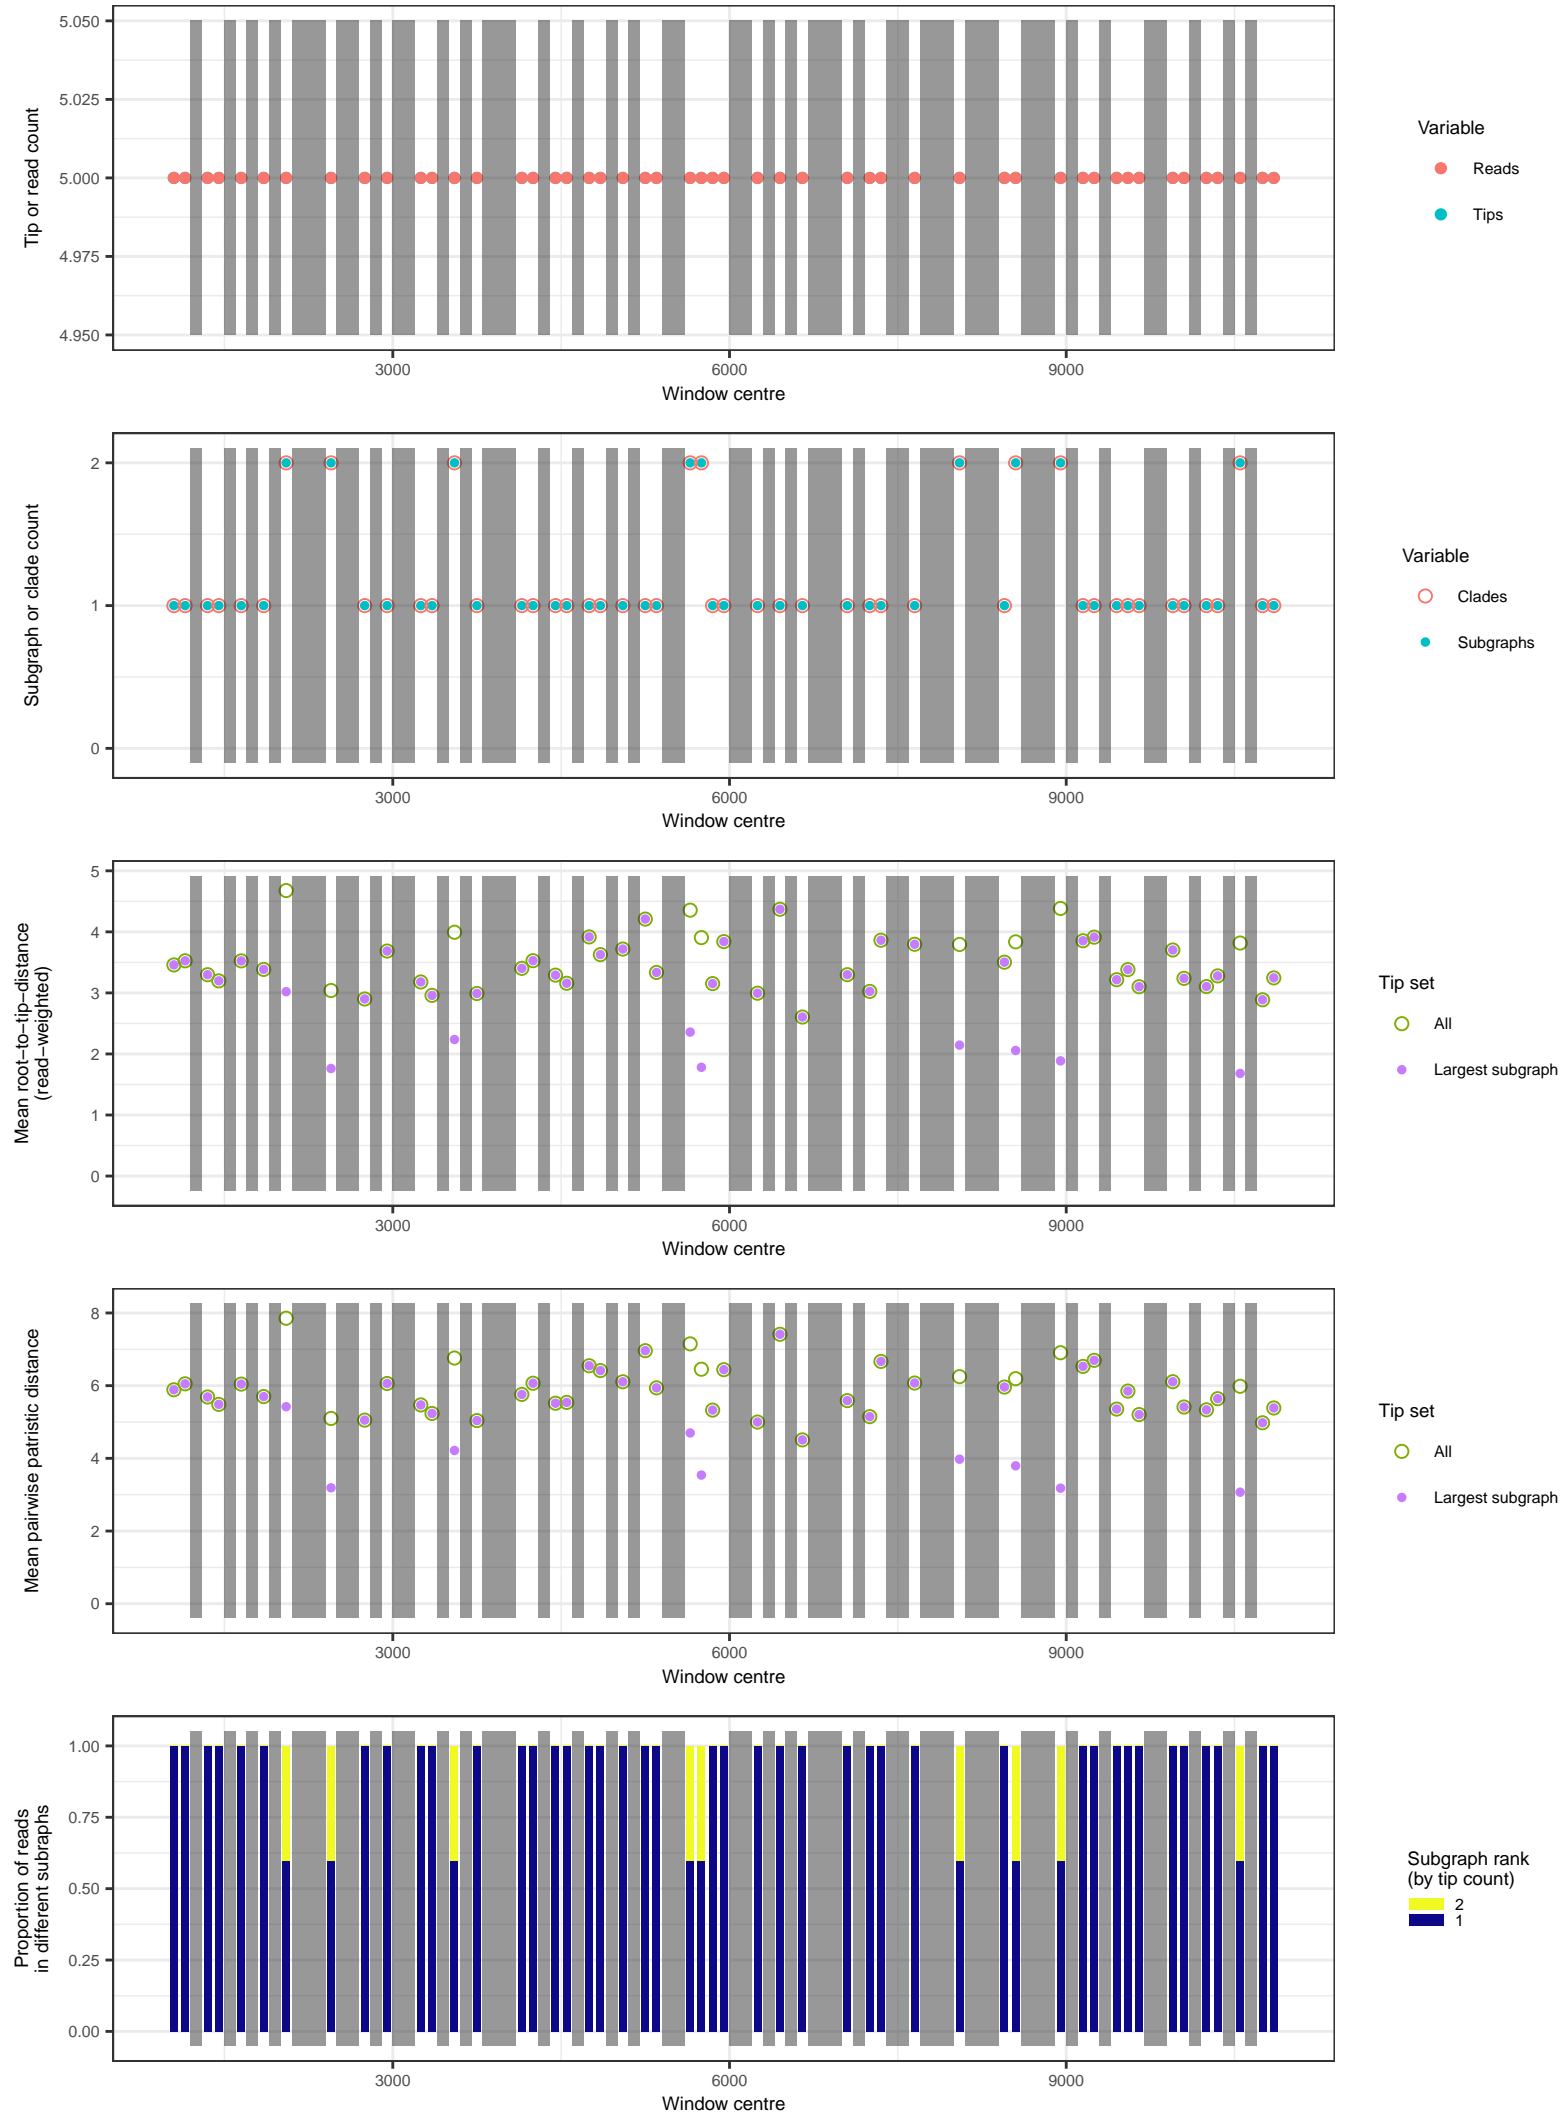 5.050
5.025
5.000
4.975
4.950
Tip or read count
3000
6000
9000
Window centre
Variable
Reads
Tips
2
1
0
Subgraph or clade count
3000
6000
9000
Window centre
Variable
Clades
Subgraphs
5
4
3
2
1
0
Mean root−to−tip−distance
(read−weighted)
3000
6000
9000
Window centre
Tip set
All
Largest subgraph
8
6
4
2
0
Mean pairwise patristic distance
3000
6000
9000
Window centre
Tip set
All
Largest subgraph
1.00
0.75
0.50
0.25
0.00
Proportion of reads
in different subraphs
3000
6000
9000
Window centre
Subgraph rank
(by tip count)
2
1